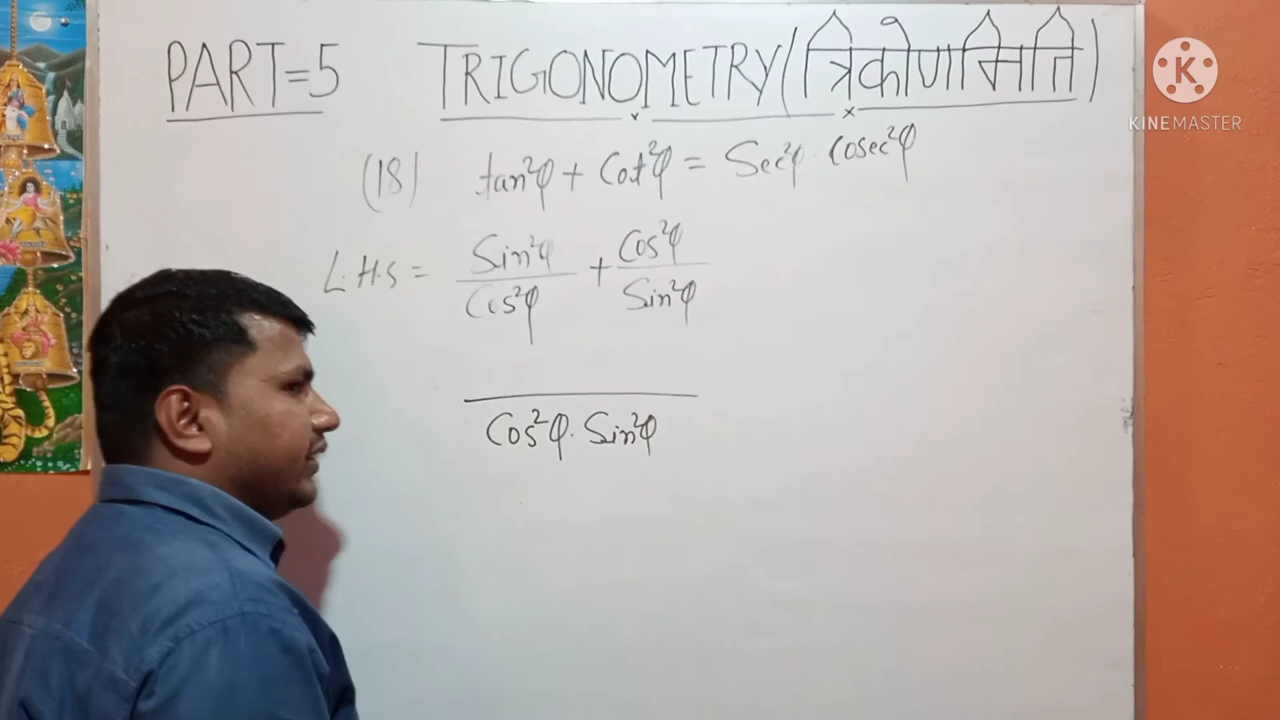 PART=5 TRIGONOMETRY(त्रिकोणमिति)
(18) tan²φ + Cot²φ = Sec²φ . Cosec²φ
L.H.S = Sin²φ/Cos²φ + Cos²φ/Sin²φ
Cos²φ. Sin²φ
K
KINEMASTER